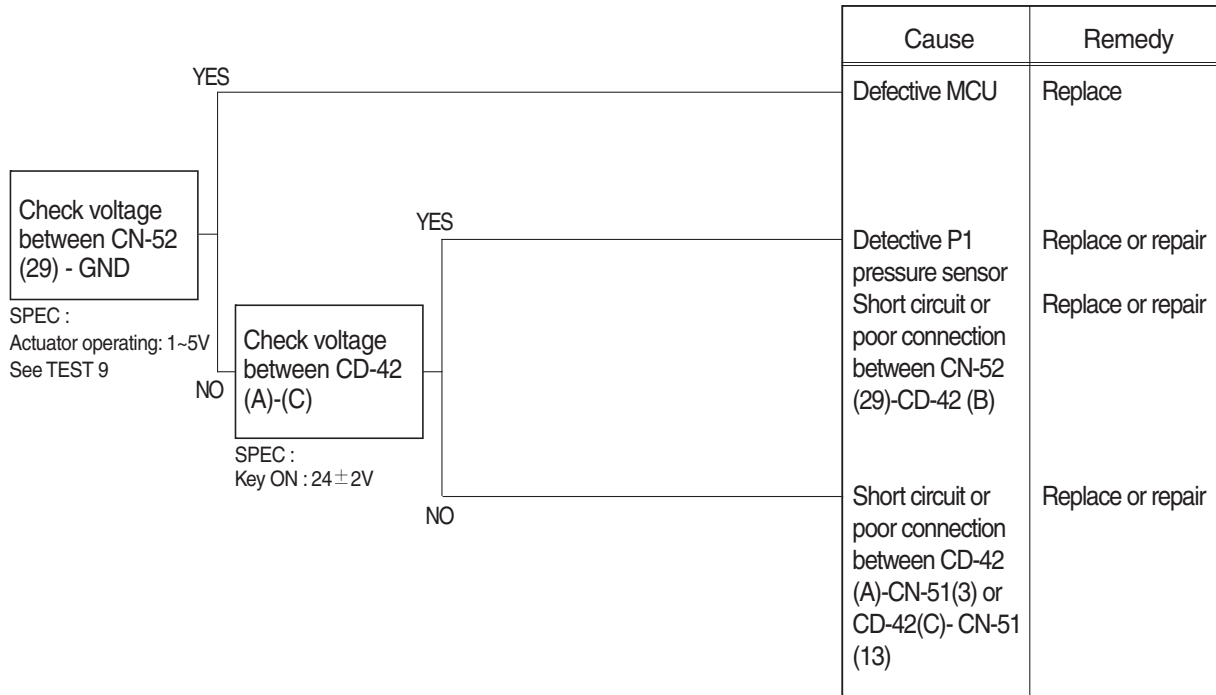 Cause
Remedy
YES
Defective MCU
Replace
Check voltage
between CN-52
(29) - GND
SPEC :
Actuator operating: 1~5V
See TEST 9
NO
YES
Check voltage
between CD-42
(A)-(C)
SPEC :
Key ON : 24±2V
NO
Detective P1
pressure sensor
Replace or repair
Short circuit or
poor connection
between CN-52
(29)-CD-42 (B)
Replace or repair
Short circuit or
poor connection
between CD-42
(A)-CN-51(3) or
CD-42(C)- CN-51
(13)
Replace or repair